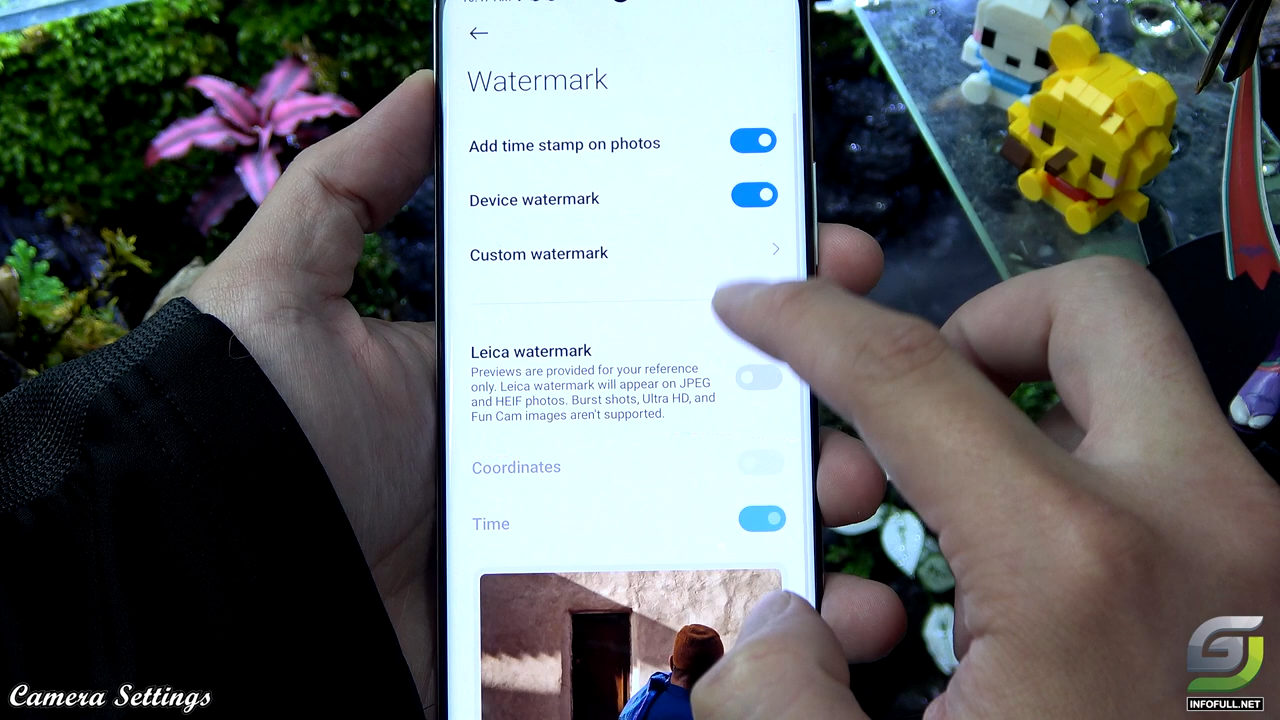 Watermark
Add time stamp on photos
Device watermark
Custom watermark
Leica watermark
Previews are provided for your reference
only. Leica watermark will appear on JPEG
and HEIF photos. Burst shots, Ultra HD, and
Fun Cam images aren't supported.
Coordinates
Time
Camera Settings
INFOFULL.NET